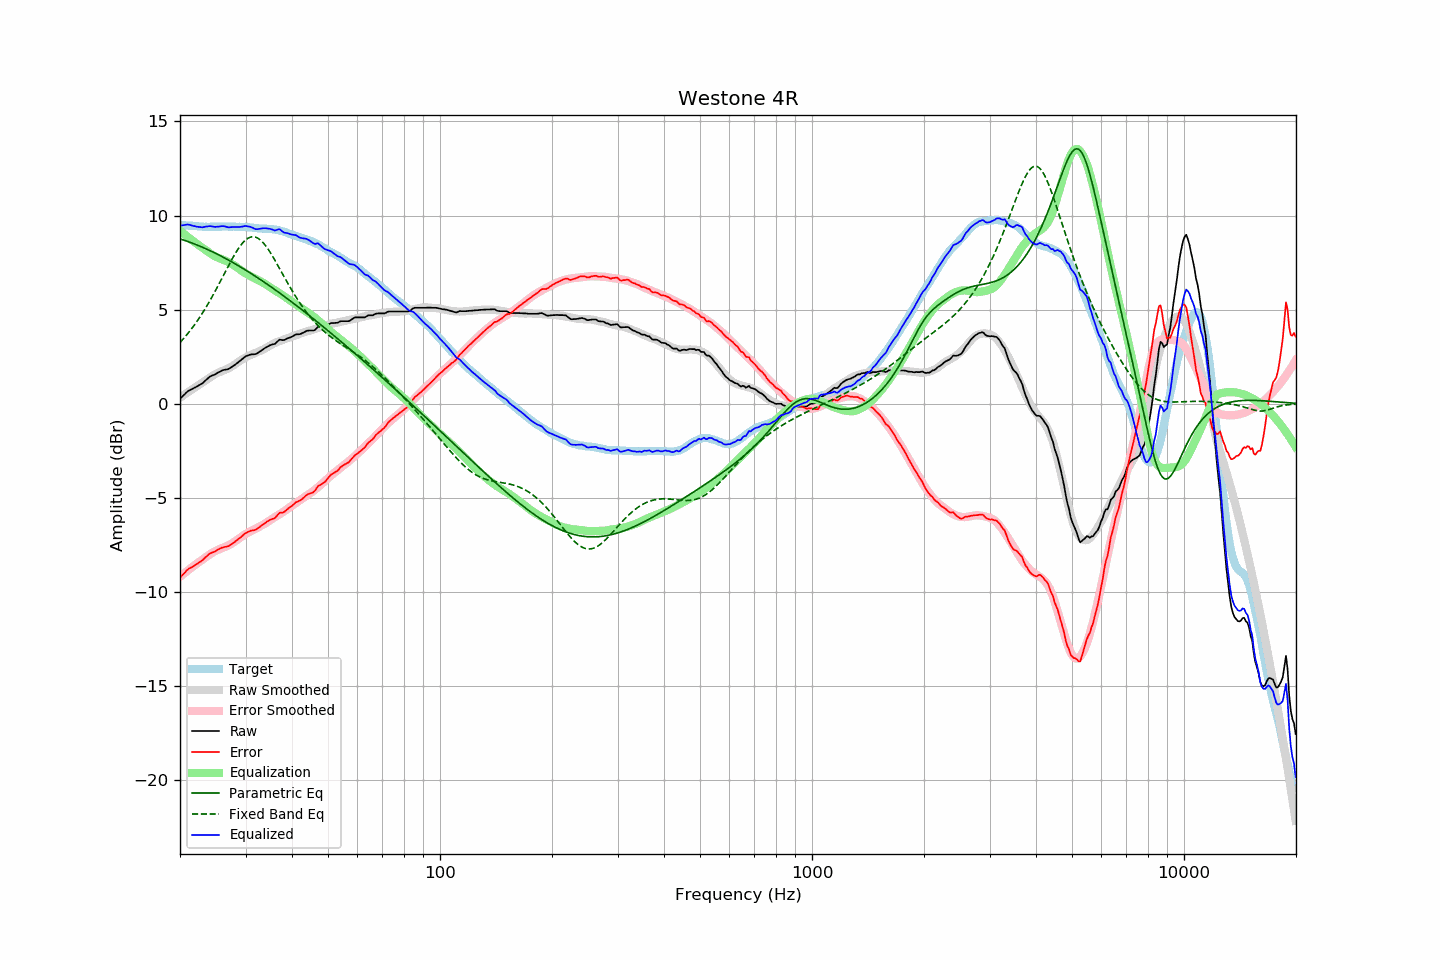 Westone 4R
15
10
5
0
−5
−10
−15
−20
Amplitude (dBr)
Target
Raw Smoothed
Error Smoothed
Raw
Error
Equalization
Parametric Eq
Fixed Band Eq
Equalized
100
1000
10000
Frequency (Hz)